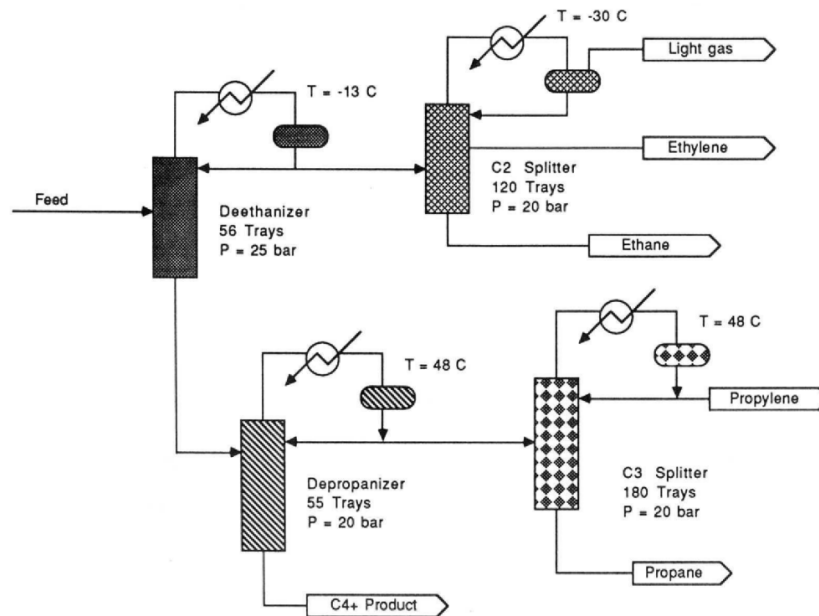 T = -30 C
Light gas
T = -13 C
Ethylene
C2 Splitter
120 Trays
P = 20 bar
Feed
Deethanizer
56 Trays
P = 25 bar
Ethane
T = 48 C
T = 48 C
Propylene
Depropanizer
55 Trays
P = 20 bar
C3 Splitter
180 Trays
P = 20 bar
Propane
C4+ Product